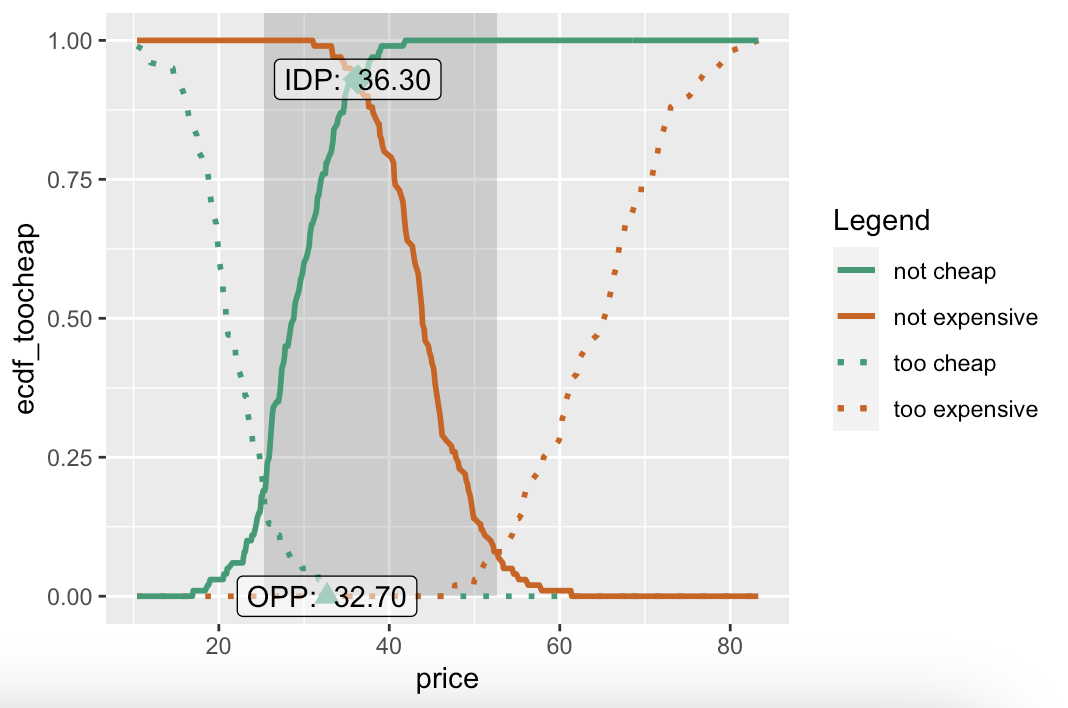 1.00
0.75
0.50
0.25
0.00
ecdf_toocheap
IDP: 36.30
OPP: 32.70
20 40 60 80
price
Legend
not cheap
not expensive
too cheap
too expensive